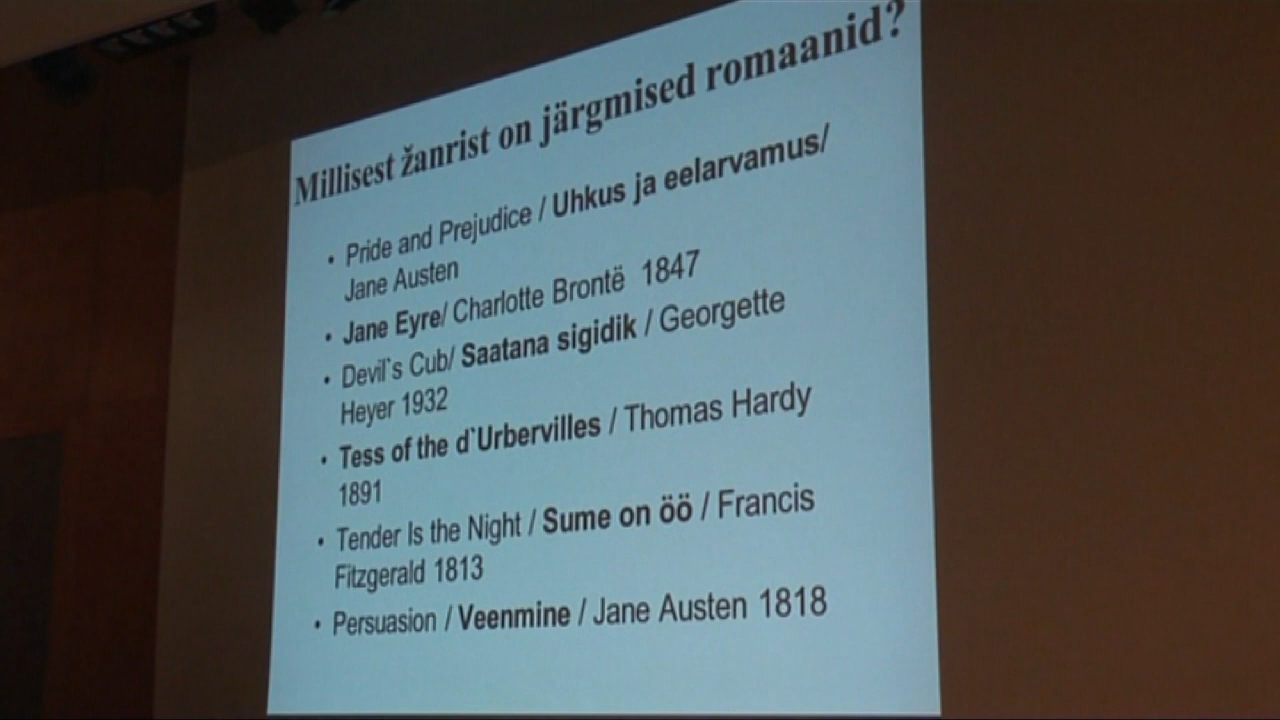 Millisest žanrist on järgmised romaanid?
• Pride and Prejudice / Uhkus ja eelarvamus/
Jane Austen
• Jane Eyre/ Charlotte Brontë 1847
• Devil`s Cub/ Saatana sigidik / Georgette
Heyer 1932
• Tess of the d`Urbervilles / Thomas Hardy
1891
• Tender Is the Night / Sume on öö / Francis
Fitzgerald 1813
• Persuasion / Veenmine / Jane Austen 1818